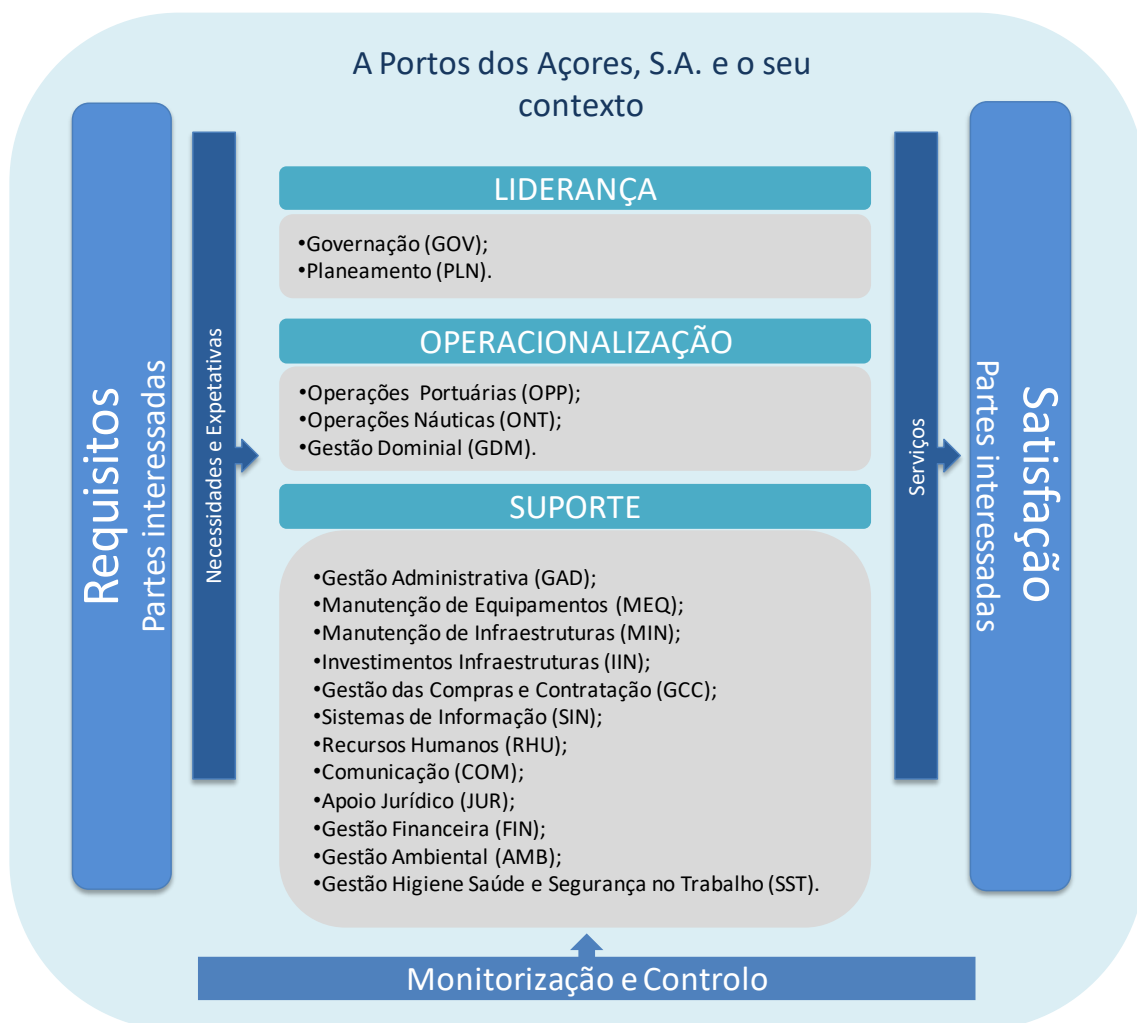 A Portos dos Açores, S.A. e o seu
contexto
Requisitos
Partes interessadas
Necessidades e Expetativas
LIDERANÇA
•Governação (GOV);
•Planeamento (PLN).
OPERACIONALIZAÇÃO
•Operações Portuárias (OPP);
•Operações Náuticas (ONT);
•Gestão Dominial (GDM).
SUPORTE
•Gestão Administrativa (GAD);
•Manutenção de Equipamentos (MEQ);
•Manutenção de Infraestruturas (MIN);
•Investimentos Infraestruturas (IIN);
•Gestão das Compras e Contratação (GCC);
•Sistemas de Informação (SIN);
•Recursos Humanos (RHU);
•Comunicação (COM);
•Apoio Jurídico (JUR);
•Gestão Financeira (FIN);
•Gestão Ambiental (AMB);
•Gestão Higiene Saúde e Segurança no Trabalho (SST).
Serviços
Satisfação
Partes interessadas
Monitorização e Controlo